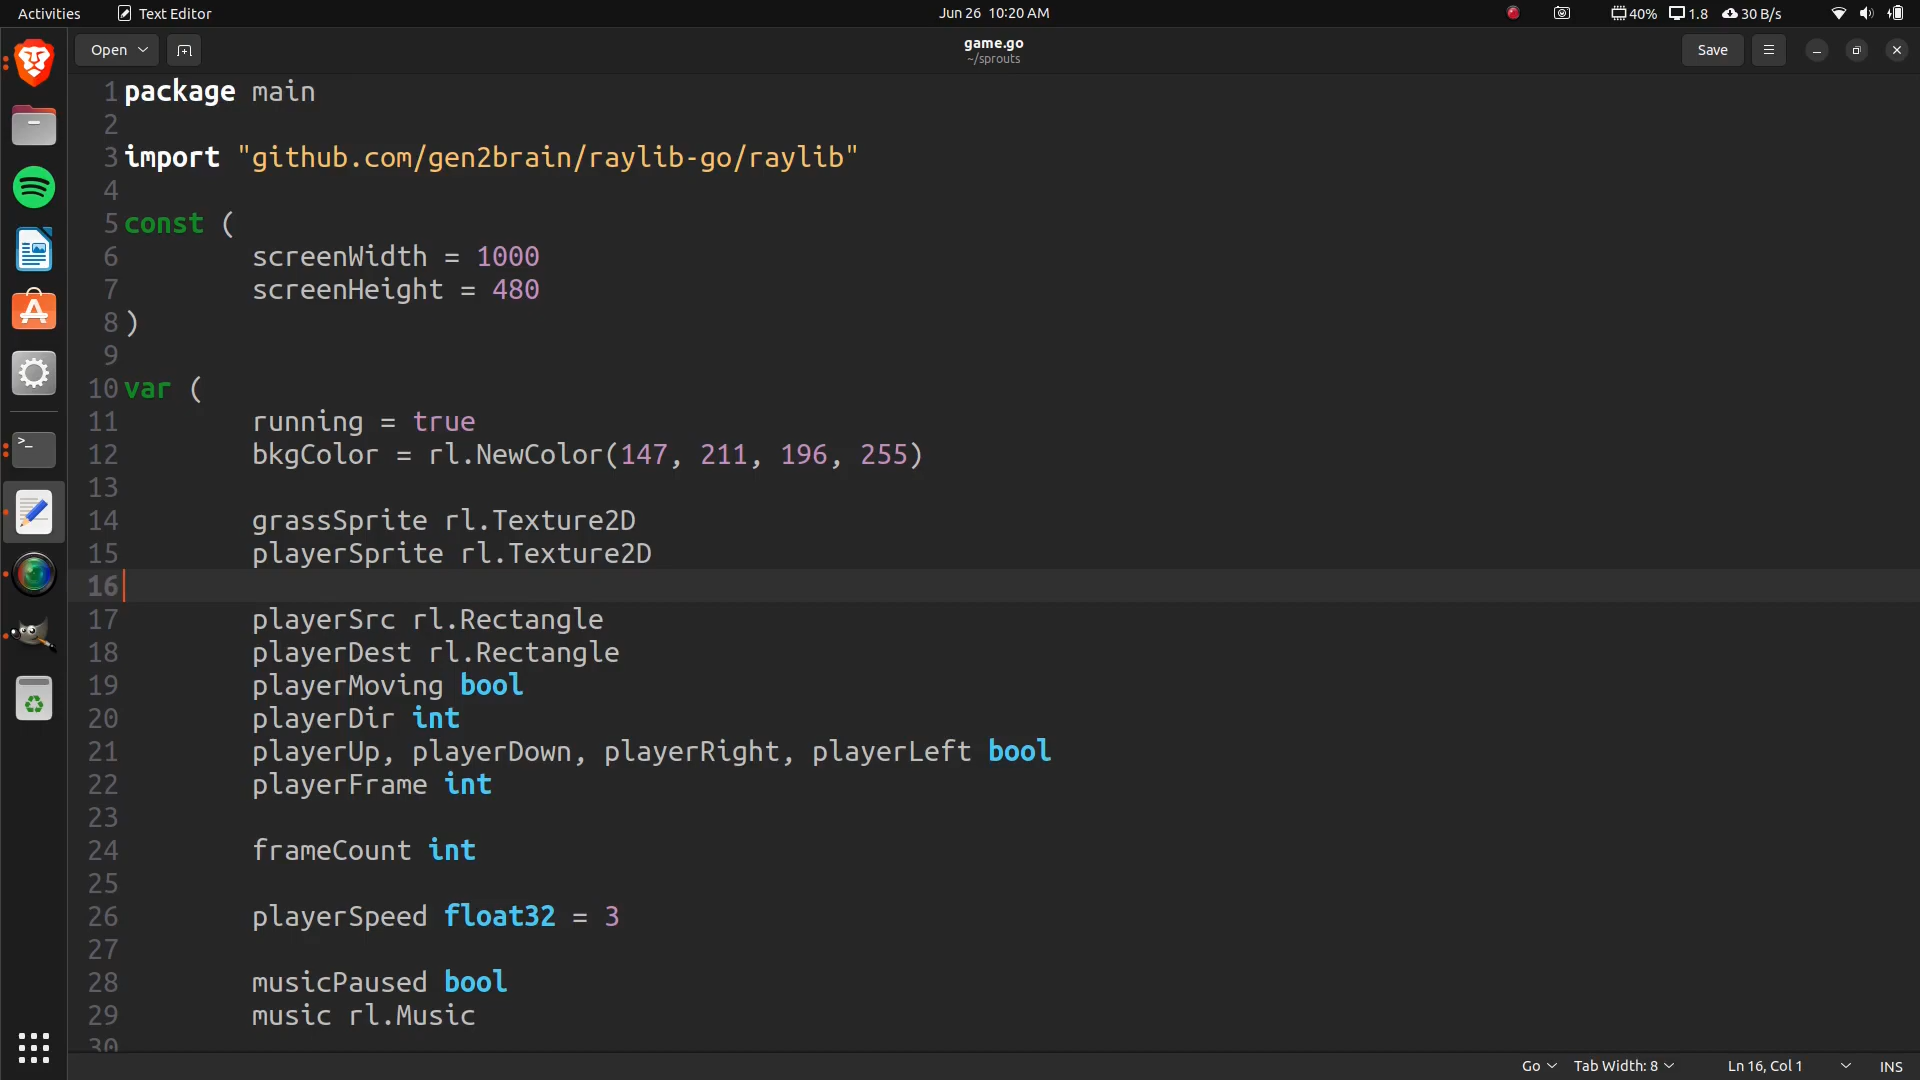 Activities Text Editor Jun 26 10:20 AM 40% 1.8 30 B/s
Open game.go Save
~/sprouts
1 package main
2
3 import "github.com/gen2brain/raylib-go/raylib"
4
5 const (
6 screenWidth = 1000
7 screenHeight = 480
8 )
9
10 var (
11 running = true
12 bkgColor = rl.NewColor(147, 211, 196, 255)
13
14 grassSprite rl.Texture2D
15 playerSprite rl.Texture2D
16
17 playerSrc rl.Rectangle
18 playerDest rl.Rectangle
19 playerMoving bool
20 playerDir int
21 playerUp, playerDown, playerRight, playerLeft bool
22 playerFrame int
23
24 frameCount int
25
26 playerSpeed float32 = 3
27
28 musicPaused bool
29 music rl.Music
30
Go Tab Width: 8 Ln 16, Col 1 INS